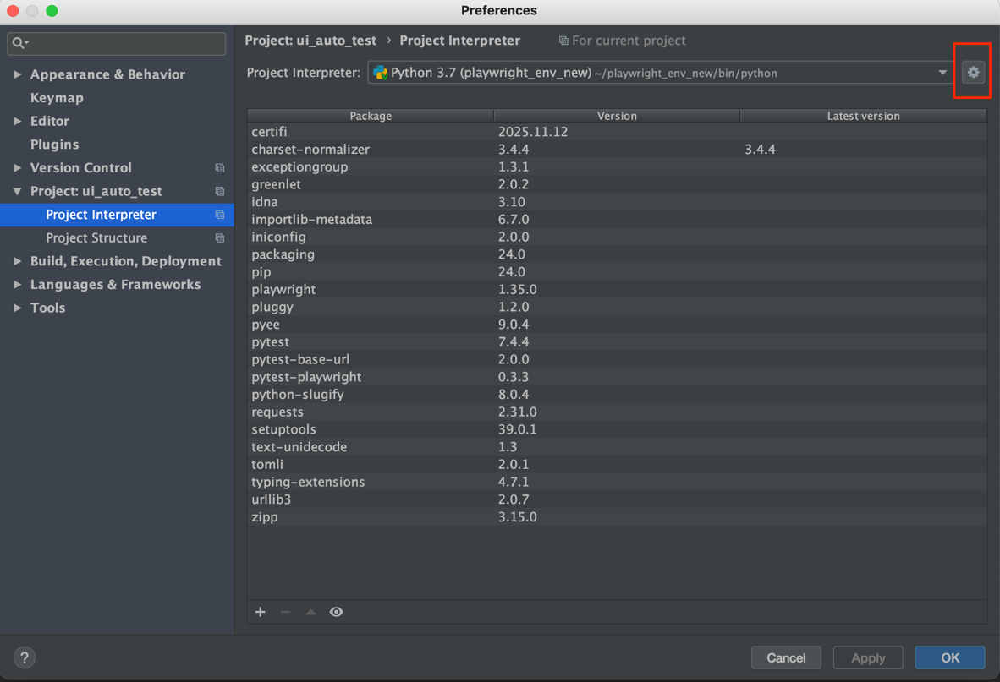 Preferences
Project: ui_auto_test › Project Interpreter For current project
Appearance & Behavior
Keymap
Editor
Plugins
Version Control
Project: ui_auto_test
Project Interpreter
Project Structure
Build, Execution, Deployment
Languages & Frameworks
Tools
Project Interpreter: Python 3.7 (playwright_env_new) ~/playwright_env_new/bin/python
Package Version Latest version
certifi 2025.11.12
charset-normalizer 3.4.4 3.4.4
exceptiongroup 1.3.1
greenlet 2.0.2
idna 3.10
importlib-metadata 6.7.0
iniconfig 2.0.0
packaging 24.0
pip 24.0
playwright 1.35.0
pluggy 1.2.0
pyee 9.0.4
pytest 7.4.4
pytest-base-url 2.0.0
pytest-playwright 0.3.3
python-slugify 8.0.4
requests 2.31.0
setuptools 39.0.1
text-unidecode 1.3
tomli 2.0.1
typing-extensions 4.7.1
urllib3 2.0.7
zipp 3.15.0
? Cancel Apply OK